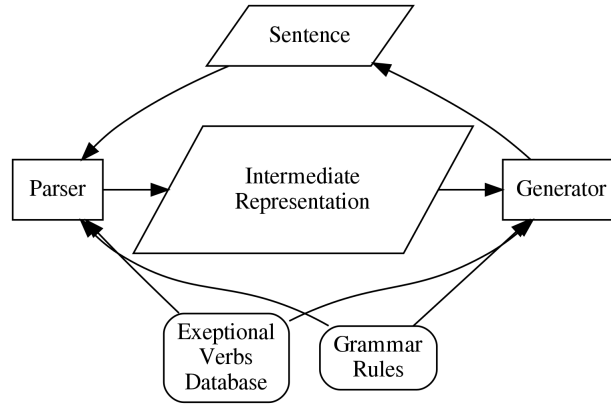 Sentence
Parser
Intermediate
Representation
Generator
Exeptional
Verbs
Database
Grammar
Rules